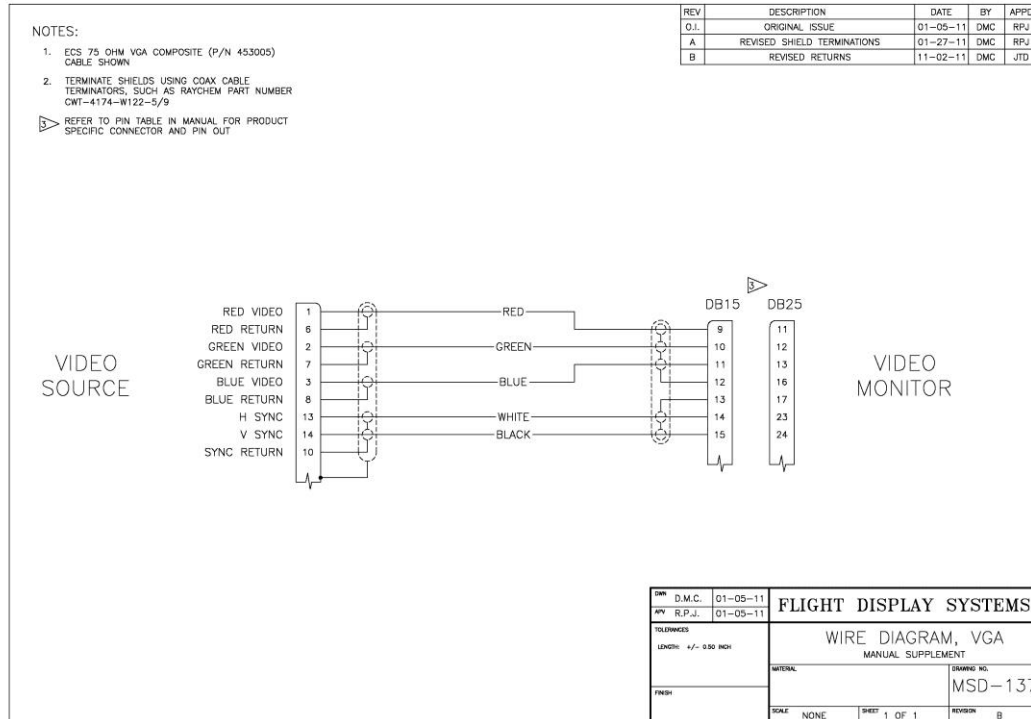 NOTES:
1. ECS 75 OHM VGA COMPOSITE (P/N 453005)
CABLE SHOWN
2. TERMINATE SHIELDS USING COAX CABLE
TERMINATORS, SUCH AS RAYCHEM PART NUMBER
CWT-4174-W122-5/9
3 REFER TO PIN TABLE IN MANUAL FOR PRODUCT
SPECIFIC CONNECTOR AND PIN OUT
REV DESCRIPTION DATE BY APPD
O.I. ORIGINAL ISSUE 01-05-11 DMC RPJ
A REVISED SHIELD TERMINATIONS 01-27-11 DMC RPJ
B REVISED RETURNS 11-02-11 DMC JTD
3
DB15 DB25
VIDEO
SOURCE
RED VIDEO 1
RED RETURN 6
GREEN VIDEO 2
GREEN RETURN 7
BLUE VIDEO 3
BLUE RETURN 8
H SYNC 13
V SYNC 14
SYNC RETURN 10
RED
GREEN
BLUE
WHITE
BLACK
9 11
10 12
11 13
12 16
13 17
14 23
15 24
VIDEO
MONITOR
DWN D.M.C. 01-05-11
APV R.P.J. 01-05-11
TOLERANCES
LENGTH: +/- 0.50 INCH
FINISH
FLIGHT DISPLAY SYSTEMS
WIRE DIAGRAM, VGA
MANUAL SUPPLEMENT
MATERIAL
DRAWING NO.
MSD-137
SCALE NONE SHEET 1 OF 1 REVISION B